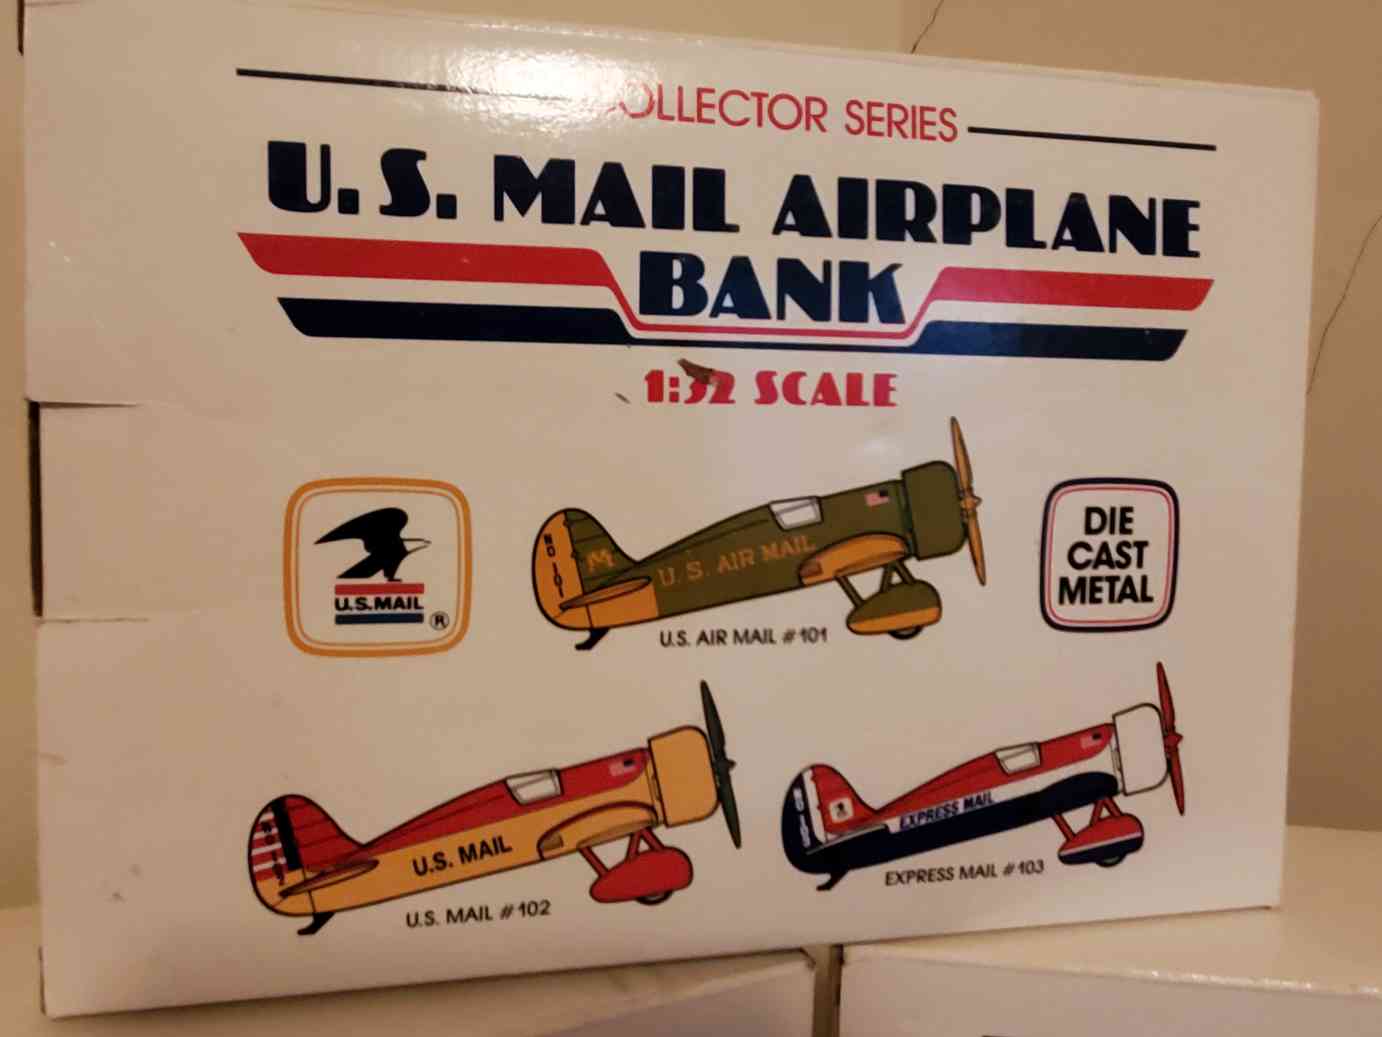 COLLECTOR SERIES
U.S. MAIL AIRPLANE
BANK
1:32 SCALE
U.S.MAIL
®
NO 101
M
U. S. AIR MAIL
U.S. AIR MAIL #101
DIE
CAST
METAL
U.S. MAIL
U.S. MAIL #102
EXPRESS MAIL
EXPRESS MAIL #103